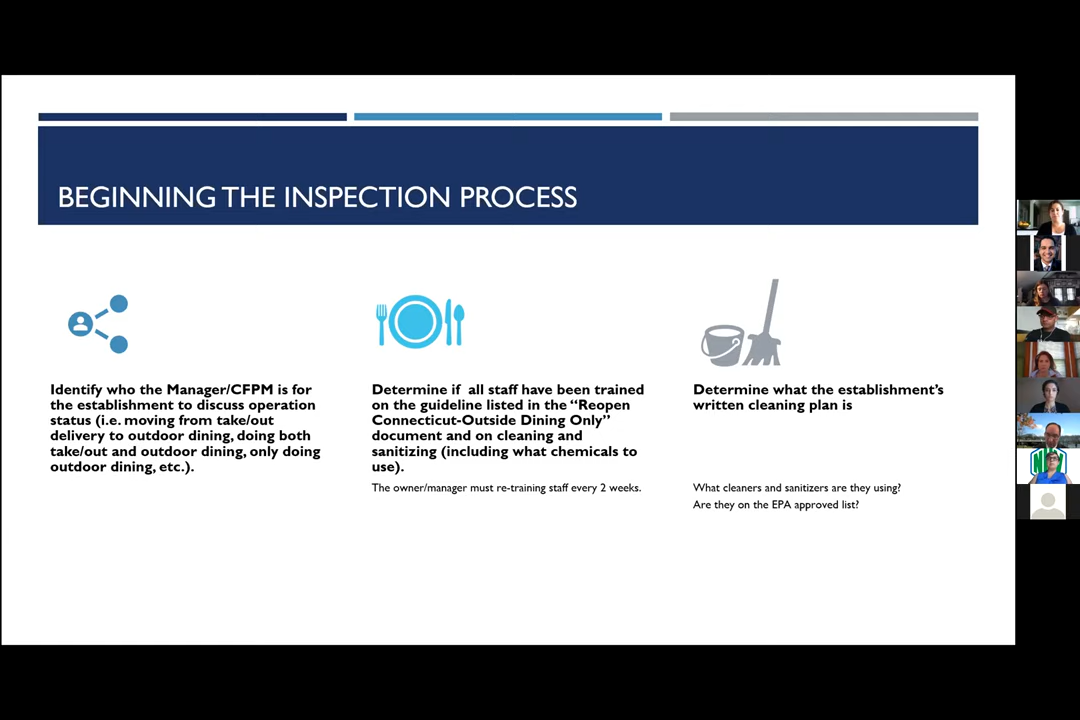 BEGINNING THE INSPECTION PROCESS
Identify who the Manager/CFPM is for
the establishment to discuss operation
status (i.e. moving from take/out
delivery to outdoor dining, doing both
take/out and outdoor dining, only doing
outdoor dining, etc.).
Determine if all staff have been trained
on the guideline listed in the “Reopen
Connecticut-Outside Dining Only”
document and on cleaning and
sanitizing (including what chemicals to
use).
The owner/manager must re-training staff every 2 weeks.
Determine what the establishment’s
written cleaning plan is
What cleaners and sanitizers are they using?
Are they on the EPA approved list?